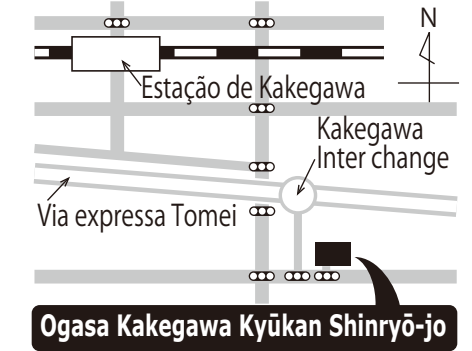 N
Estação de Kakegawa
Kakegawa
Inter change
Via expressa Tomei
Ogasa Kakegawa Kyūkan Shinryō-jo